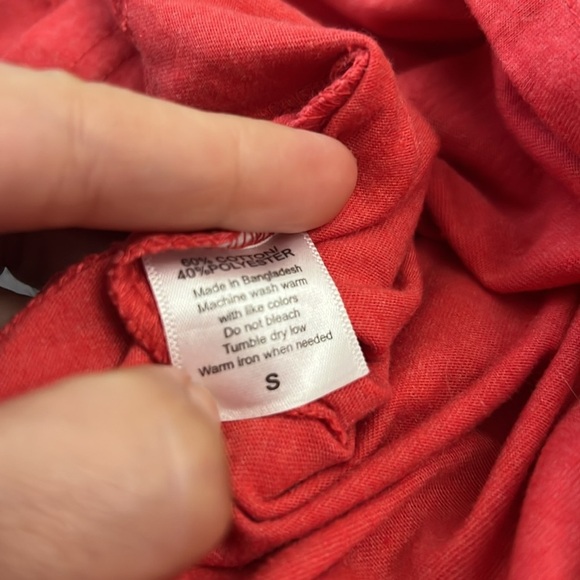 60% COTTON/
40%POLYESTER
Made in Bangladesh
Machine wash warm
with like colors
Do not bleach
Tumble dry low
Warm iron when needed
S